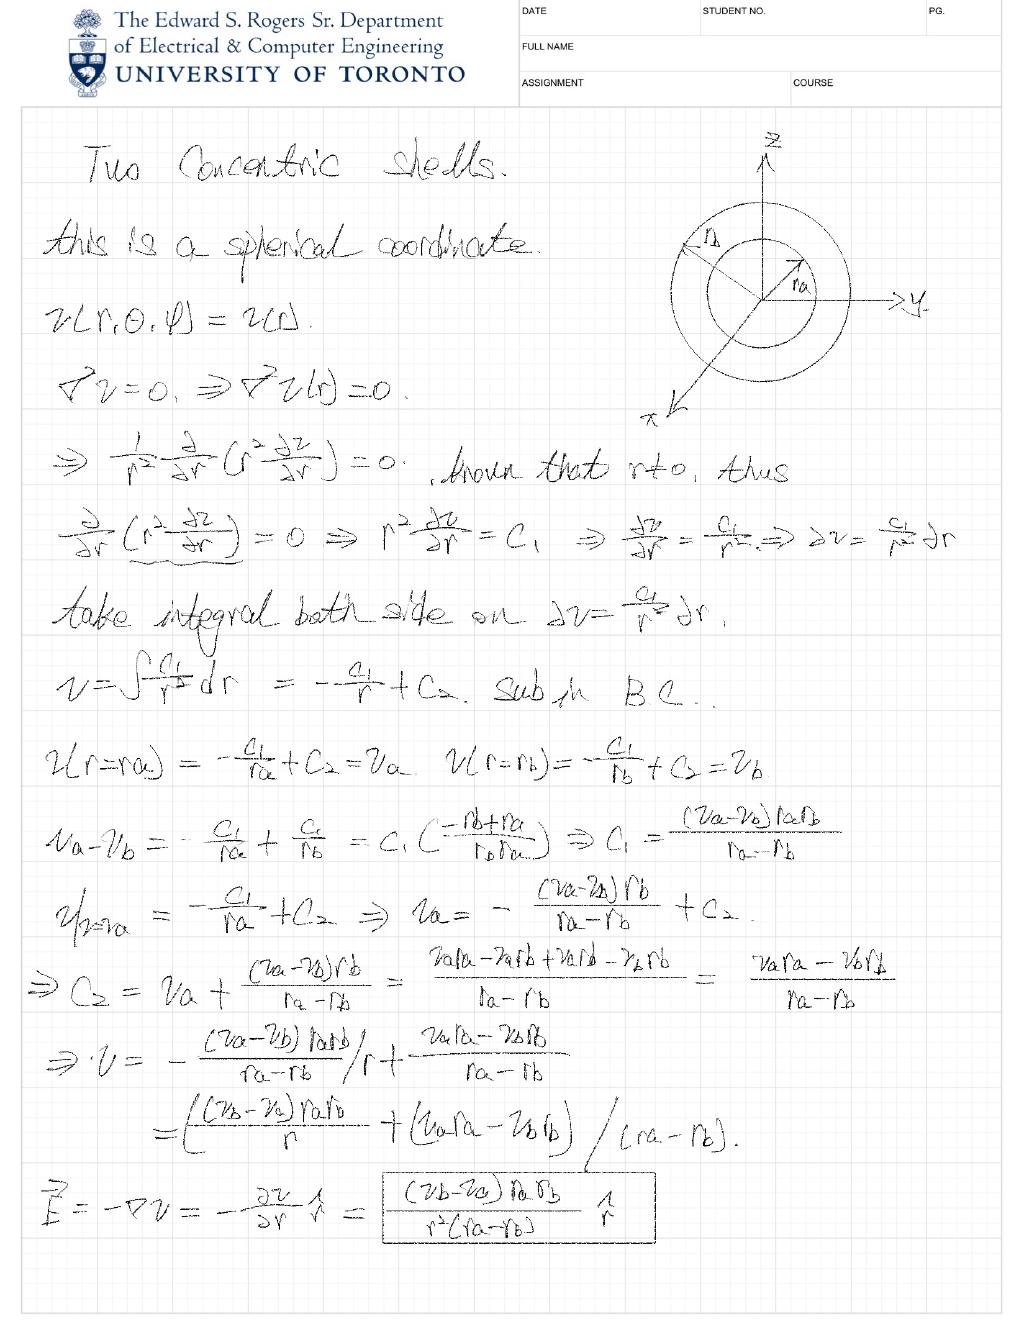 The Edward S. Rogers Sr. Department
of Electrical & Computer Engineering
UNIVERSITY OF TORONTO
DATE
STUDENT NO.
PG.
FULL NAME
ASSIGNMENT
COURSE
Two Concentric shells.
this is a spherical coordinate.
v(r,θ,φ) = v(r).
∇²v=0, ⇒ ∇²v(r)=0.
z
rb
ra
y
x
⇒ 1/r² ∂/∂r (r² ∂v/∂r) = 0. , known that r≠0, thus
∂/∂r (r² ∂v/∂r) = 0 ⇒ r² ∂v/∂r = C₁ ⇒ ∂v/∂r = C₁/r². ⇒ ∂v = C₁/r² ∂r
take integral both side on ∂v = C₁/r² ∂r.
v = ∫ C₁/r² dr = -C₁/r + C₂. sub in B.C..
v(r=ra) = -C₁/ra + C₂ = Va. v(r=rb) = -C₁/rb + C₂ = Vb
Va-Vb = -C₁/ra + C₁/rb = C₁ ((-rb+ra)/(rb ra)) ⇒ C₁ = (Va-Vb)rarb/(ra-rb)
v|r=ra = -C₁/ra + C₂ ⇒ Va = -(Va-Vb)rb/(ra-rb) + C₂.
⇒ C₂ = Va + (Va-Vb)rb/(ra-rb) = (Vara-Varb+Varb-Vbrb)/(ra-rb) = (Vara-Vbrb)/(ra-rb)
⇒ v = -(Va-Vb)rarb/(ra-rb) /r + (Vara-Vbrb)/(ra-rb)
= ((Vb-Va)rarb/r + (Vara-Vbrb)) / (ra-rb).
E⃗ = -∇v = -∂v/∂r r̂ = (Vb-Va)rarb/(r²(ra-rb)) r̂